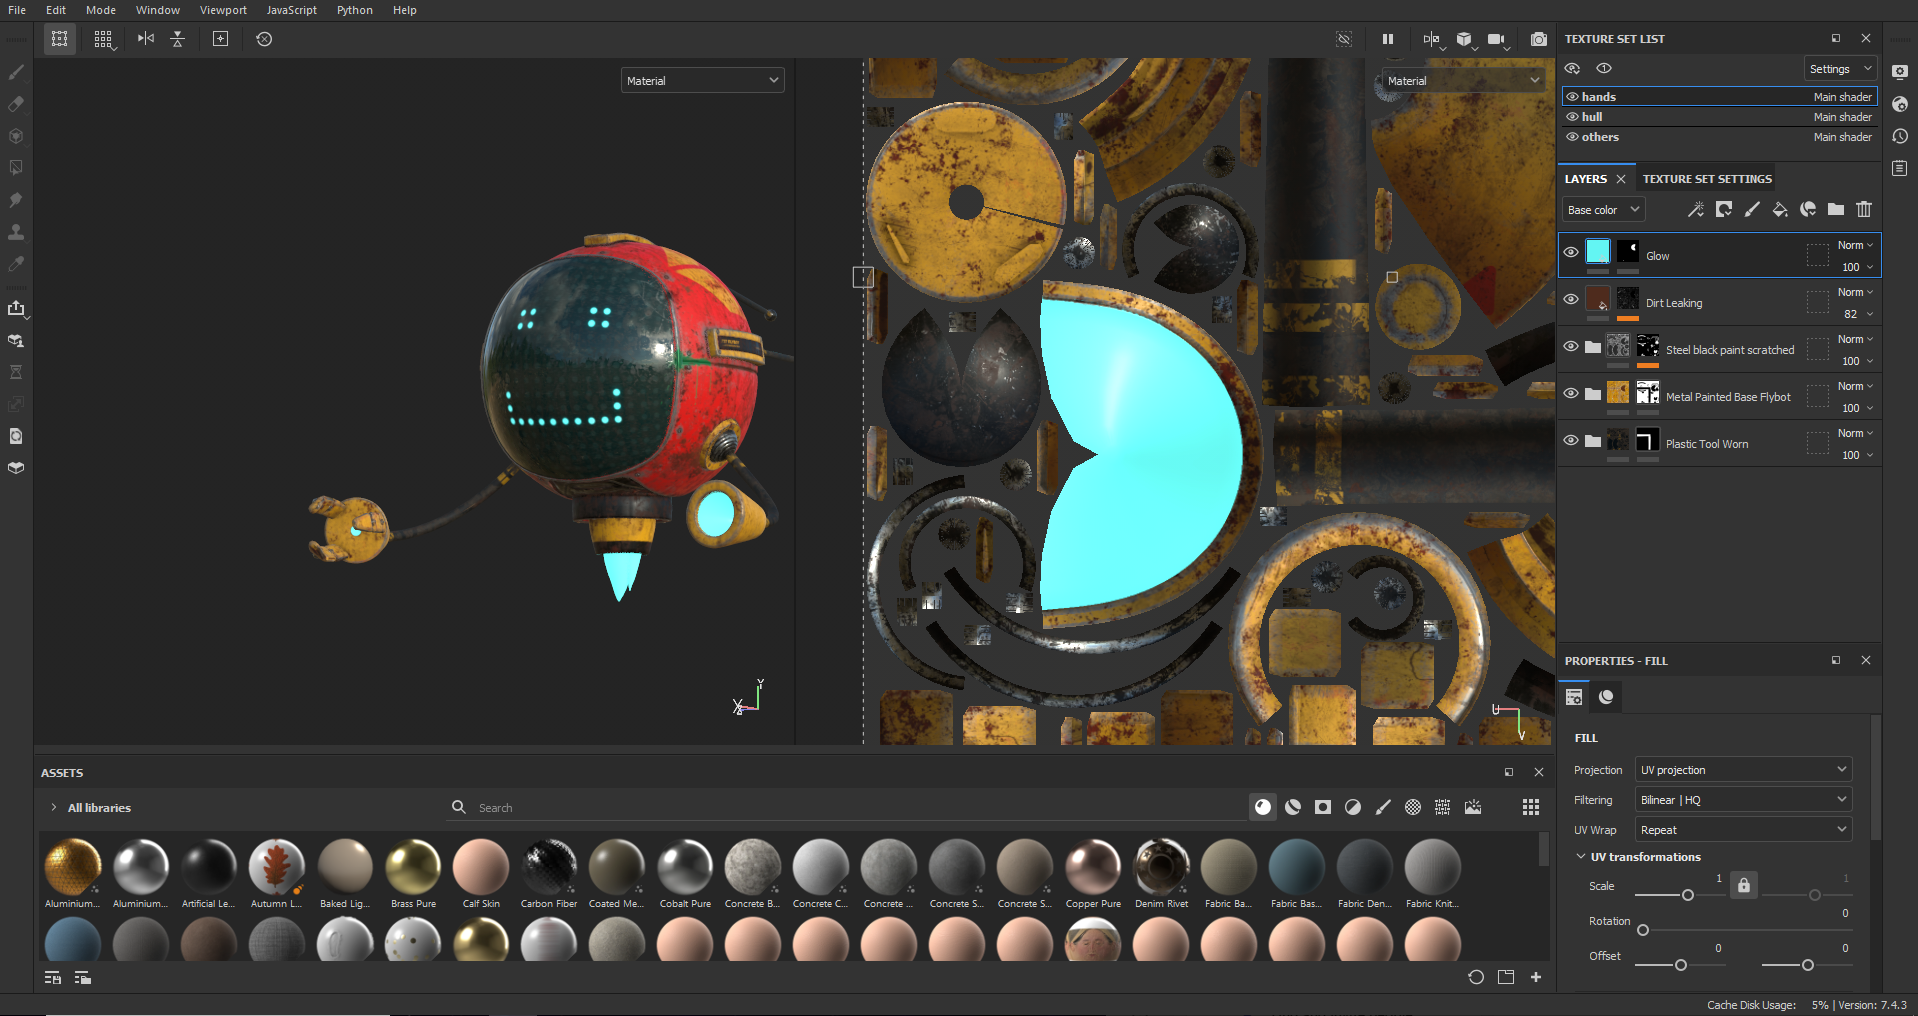 File Edit Mode Window Viewport JavaScript Python Help
Material
Material
TEXTURE SET LIST
Settings
hands Main shader
hull Main shader
others Main shader
LAYERS TEXTURE SET SETTINGS
Base color
Glow Norm 100
Dirt Leaking Norm 82
Steel black paint scratched Norm 100
Metal Painted Base Flybot Norm 100
Plastic Tool Worn Norm 100
Y
X
Z
U
V
PROPERTIES - FILL
FILL
Projection UV projection
Filtering Bilinear | HQ
UV Wrap Repeat
UV transformations
Scale 1 1
Rotation 0
Offset 0 0
ASSETS
All libraries
Search
Aluminium... Aluminium... Artificial Le... Autumn L... Baked Lig... Brass Pure Calf Skin Carbon Fiber Coated Me... Cobalt Pure Concrete B... Concrete C... Concrete ... Concrete S... Concrete S... Copper Pure Denim Rivet Fabric Ba... Fabric Bas... Fabric Den... Fabric Knit...
Cache Disk Usage: 5% | Version: 7.4.3